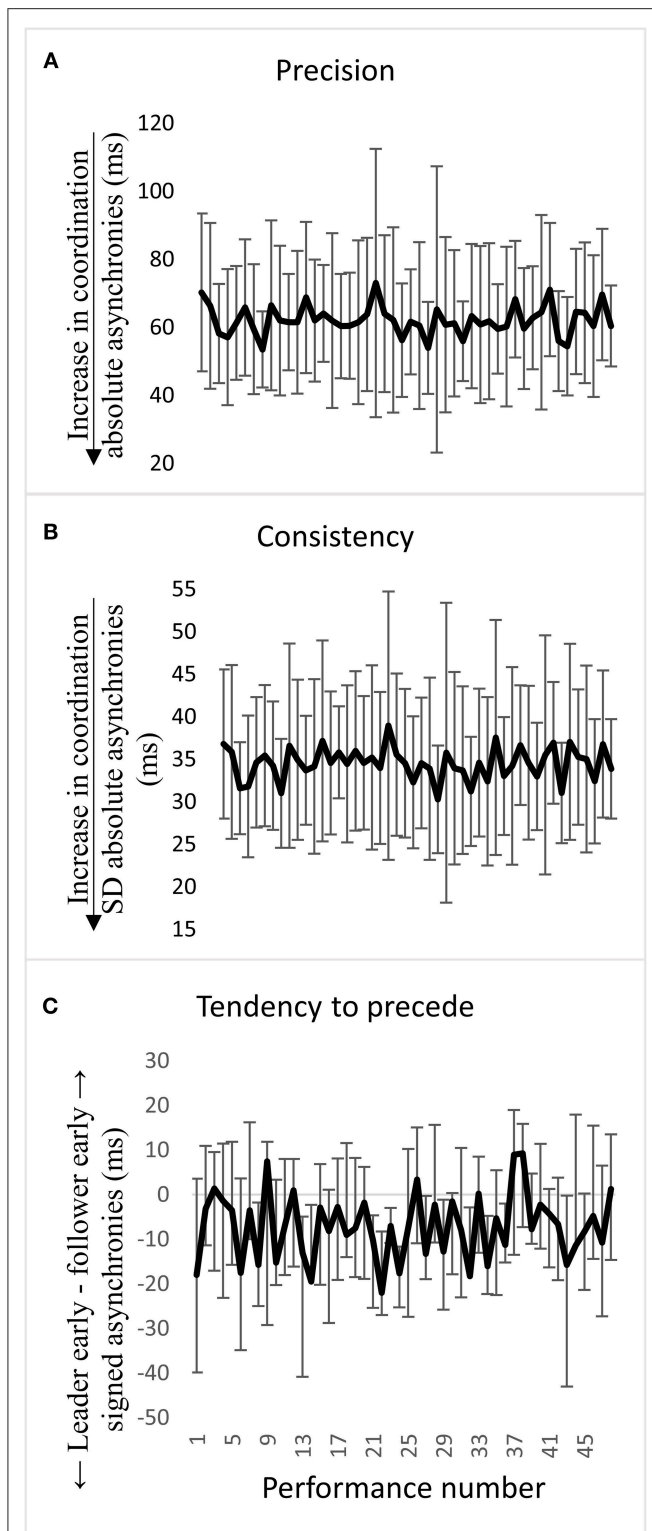 A
Precision
Increase in coordination
absolute asynchronies (ms)
120
100
80
60
40
20
B
Consistency
Increase in coordination
SD absolute asynchronies
(ms)
55
50
45
40
35
30
25
20
15
C
Tendency to precede
← Leader early - follower early →
signed asynchronies (ms)
30
20
10
0
-10
-20
-30
-40
-50
1 5 9 13 17 21 25 29 33 37 41 45
Performance number